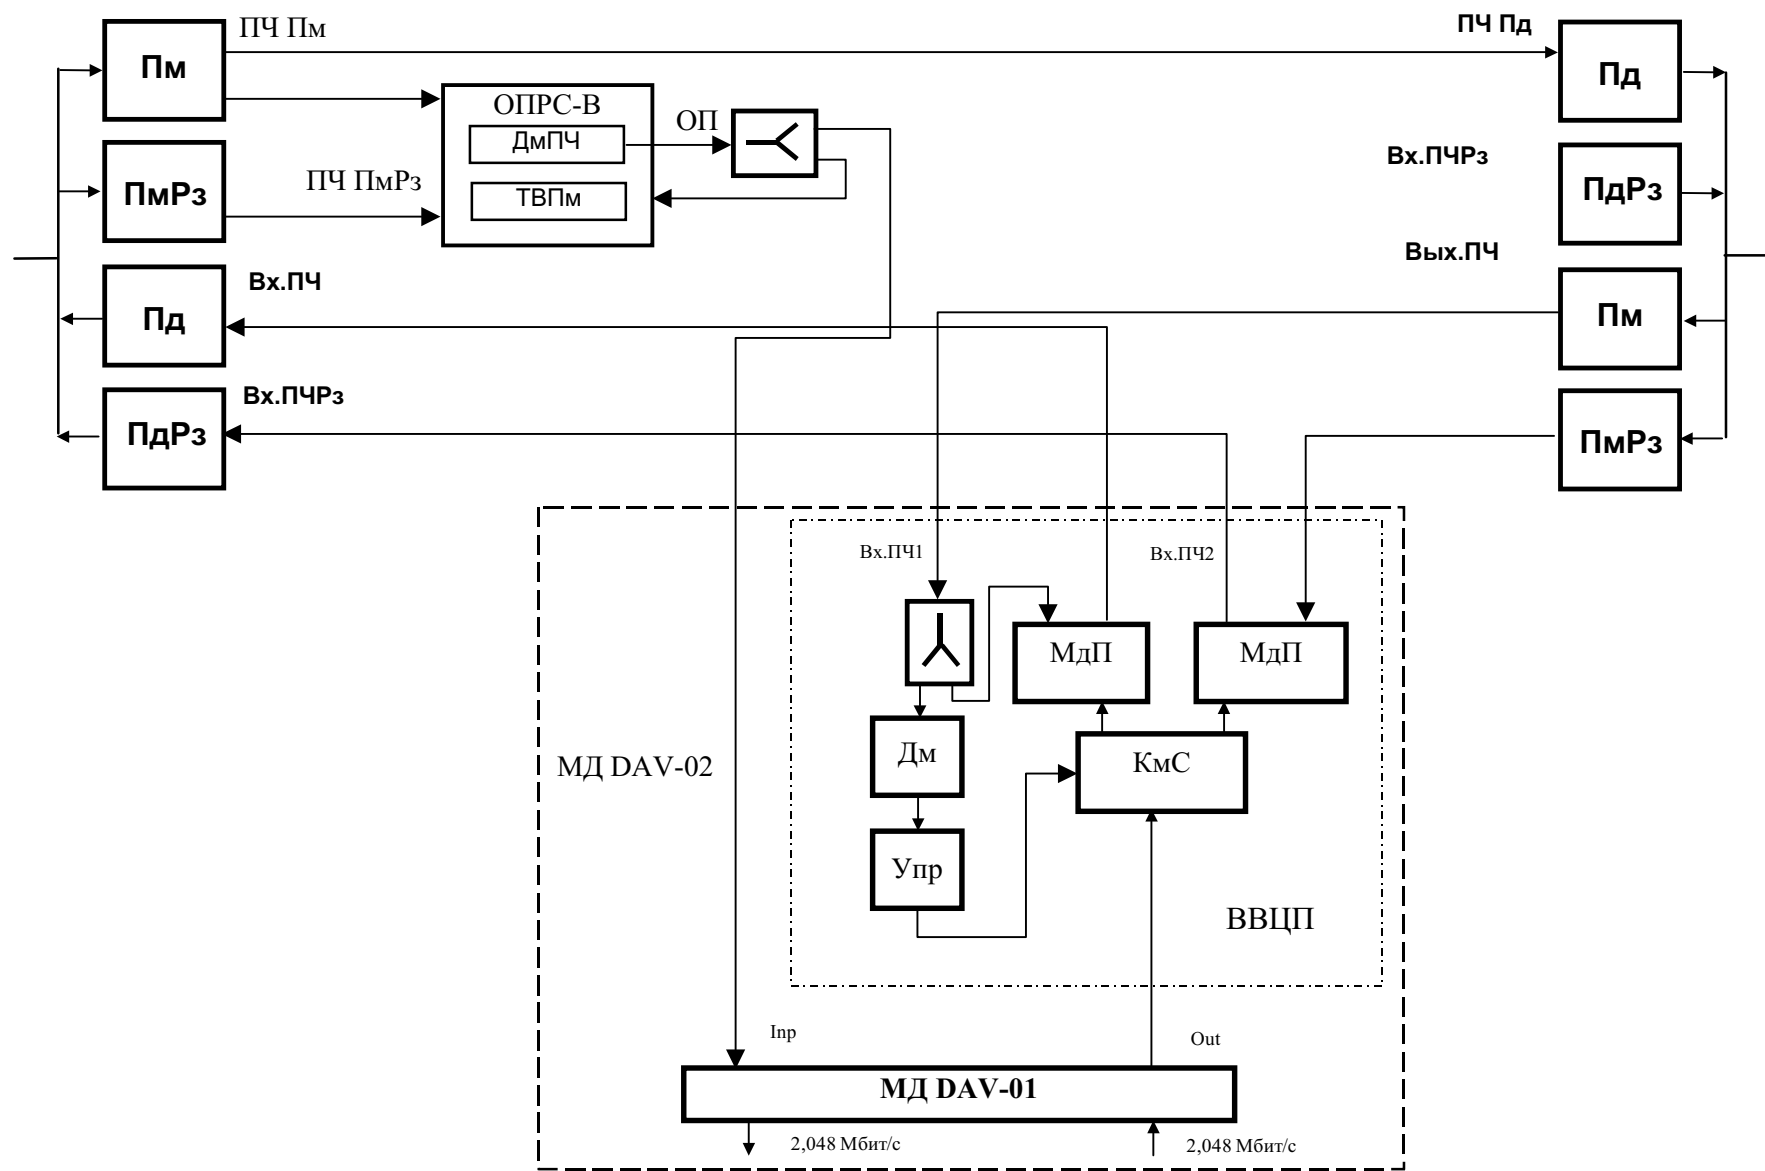 ПЧ Пм
ПЧ Пд
Пм
Пд
ОПРС-В
ОП
ДмПЧ
Вх.ПЧРз
ПЧ ПмРз
ПмРз
ТВПм
ПдРз
Вх.ПЧ
Вых.ПЧ
Пд
Пм
Вх.ПЧРз
ПдРз
ПмРз
Вх.ПЧ1
Вх.ПЧ2
МдП
МдП
МД DAV-02
Дм
КмС
Упр
ВВЦП
Inp
Out
МД DAV-01
2,048 Мбит/с
2,048 Мбит/с